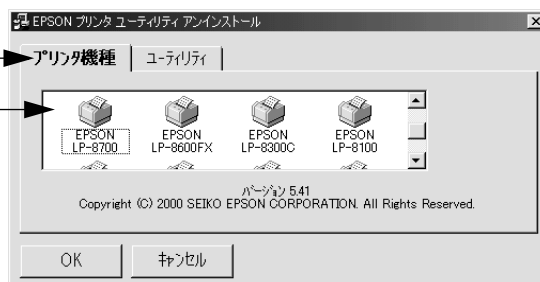 EPSON プリンタ ユーティリティ アンインストール
プリンタ機種
ユーティリティ
EPSON LP-8700
EPSON LP-8600FX
EPSON LP-8300C
EPSON LP-8100
バージョン 5.41
Copyright (C) 2000 SEIKO EPSON CORPORATION. All Rights Reserved.
OK
キャンセル